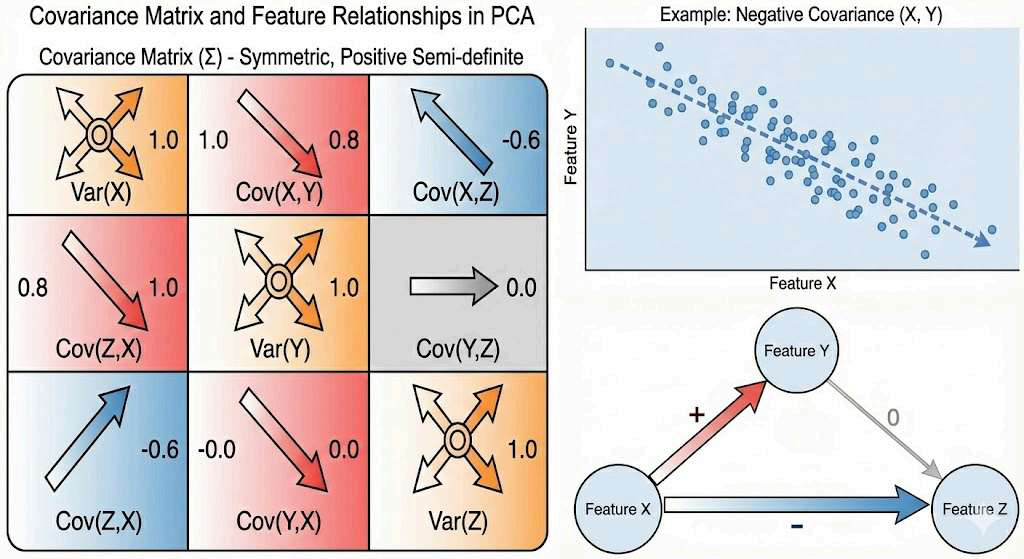 Covariance Matrix and Feature Relationships in PCA
Covariance Matrix (Σ) - Symmetric, Positive Semi-definite
1.0
Var(X)
1.0 0.8
Cov(X,Y)
-0.6
Cov(X,Z)
0.8 1.0
Cov(Z,X)
1.0
Var(Y)
0.0
Cov(Y,Z)
-0.6
Cov(Z,X)
-0.0 0.0
Cov(Y,X)
1.0
Var(Z)
Example: Negative Covariance (X, Y)
Feature Y
Feature X
Feature Y
+
0
Feature X
-
Feature Z